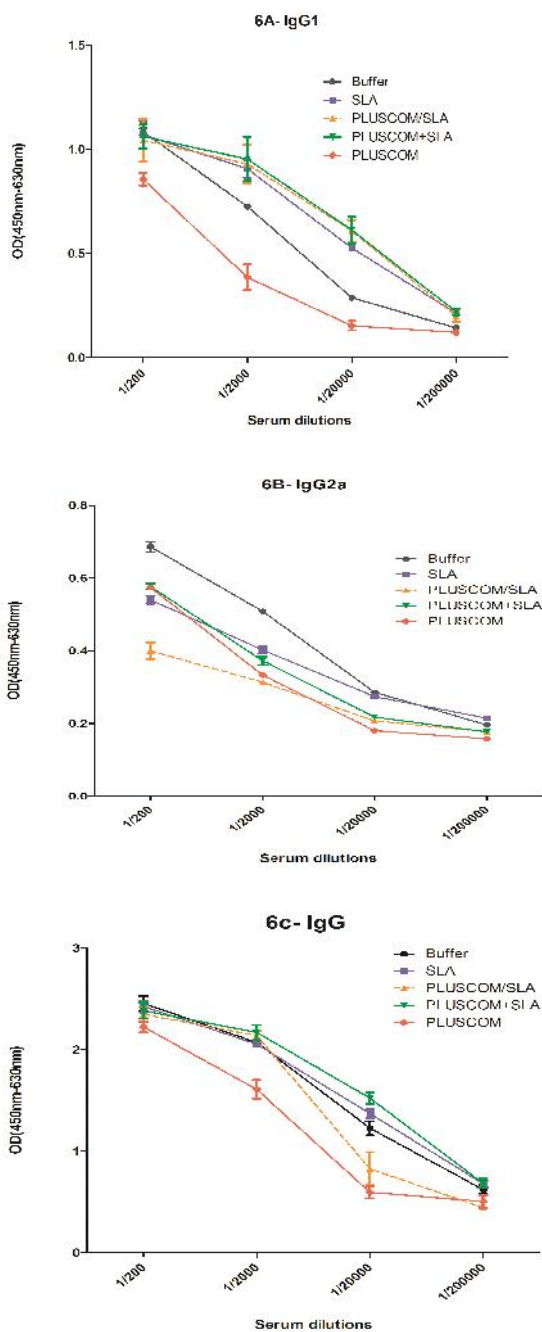 6A- IgG1
1.5
1.0
0.5
0.0
OD(450nm-630nm)
Buffer
SLA
PLUSCOM/SLA
PLUSCOM+SLA
PLUSCOM
1/200
1/2000
1/20000
1/200000
Serum dilutions
6B- IgG2a
0.8
0.6
0.4
0.2
0.0
OD(450nm-630nm)
Buffer
SLA
PLUSCOM/SLA
PLUSCOM+SLA
PLUSCOM
1/200
1/2000
1/20000
1/200000
Serum dilutions
6c- IgG
3
2
1
0
OD(450nm-630nm)
Buffer
SLA
PLUSCOM/SLA
PLUSCOM+SLA
PLUSCOM
1/200
1/2000
1/20000
1/200000
Serum dilutions